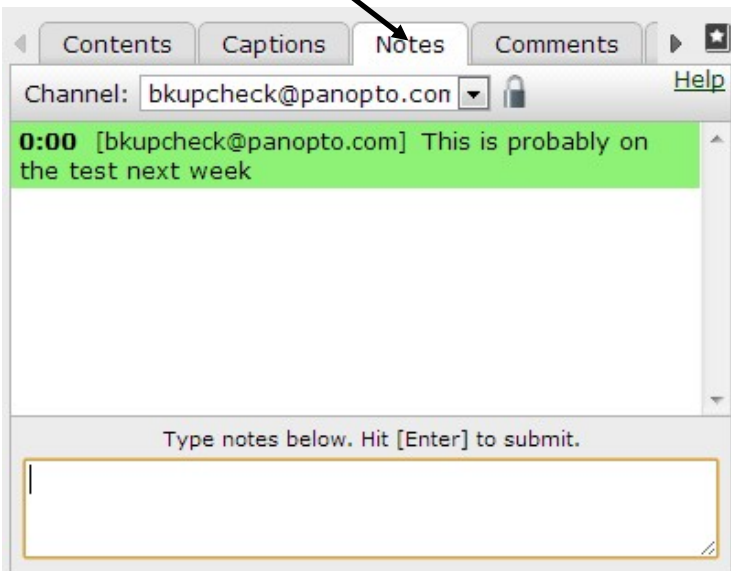 Contents Captions Notes Comments
Channel: bkupcheck@panopto.con Help
0:00 [bkupcheck@panopto.com] This is probably on
the test next week
Type notes below. Hit [Enter] to submit.